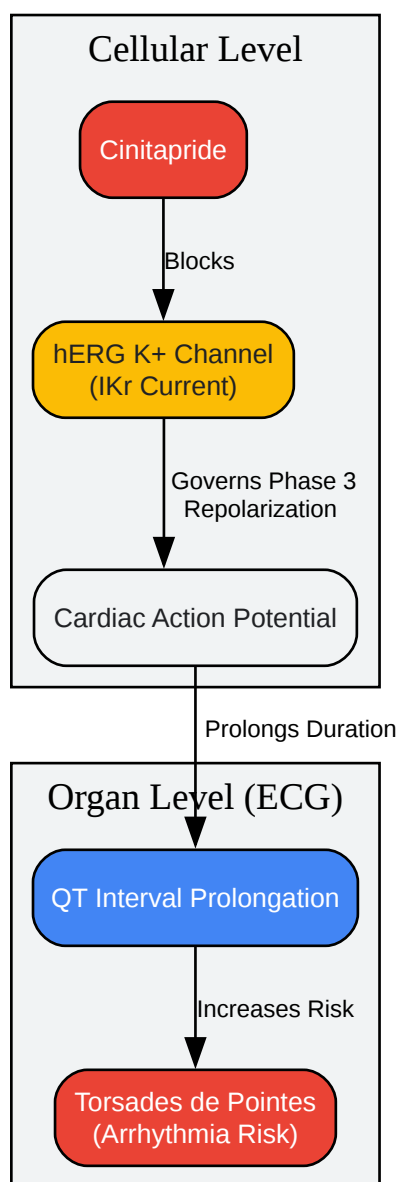 Cellular Level
Cinitapride
Blocks
hERG K+ Channel
(IKr Current)
Governs Phase 3
Repolarization
Cardiac Action Potential
Prolongs Duration
Organ Level (ECG)
QT Interval Prolongation
Increases Risk
Torsades de Pointes
(Arrhythmia Risk)